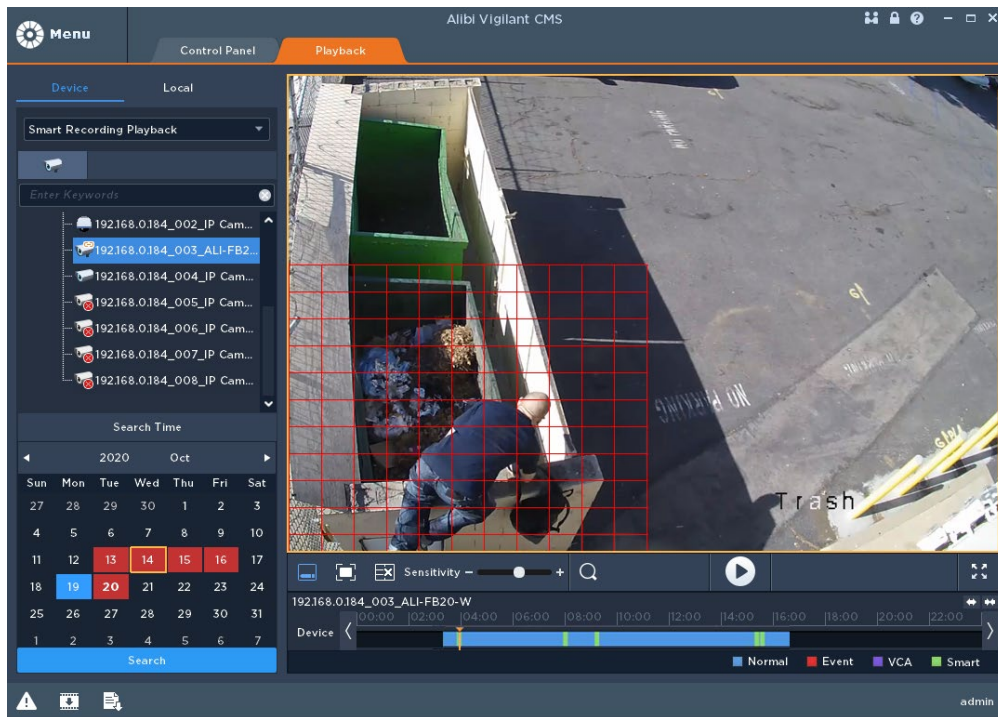 Alibi Vigilant CMS
Menu
Control Panel
Playback
Device
Local
Smart Recording Playback
Enter Keywords
192.168.0.184_002_IP Cam...
192.168.0.184_003_ALI-FB2...
192.168.0.184_004_IP Cam...
192.168.0.184_005_IP Cam...
192.168.0.184_006_IP Cam...
192.168.0.184_007_IP Cam...
192.168.0.184_008_IP Cam...
Search Time
2020 Oct
Sun Mon Tue Wed Thu Fri Sat
27 28 29 30 1 2 3
4 5 6 7 8 9 10
11 12 13 14 15 16 17
18 19 20 21 22 23 24
25 26 27 28 29 30 31
1 2 3 4 5 6 7
Search
NO PARKING
Trash
Sensitivity
192.168.0.184_003_ALI-FB20-W
00:00 02:00 04:00 06:00 08:00 10:00 12:00 14:00 16:00 18:00 20:00 22:00
Device
Normal Event VCA Smart
admin